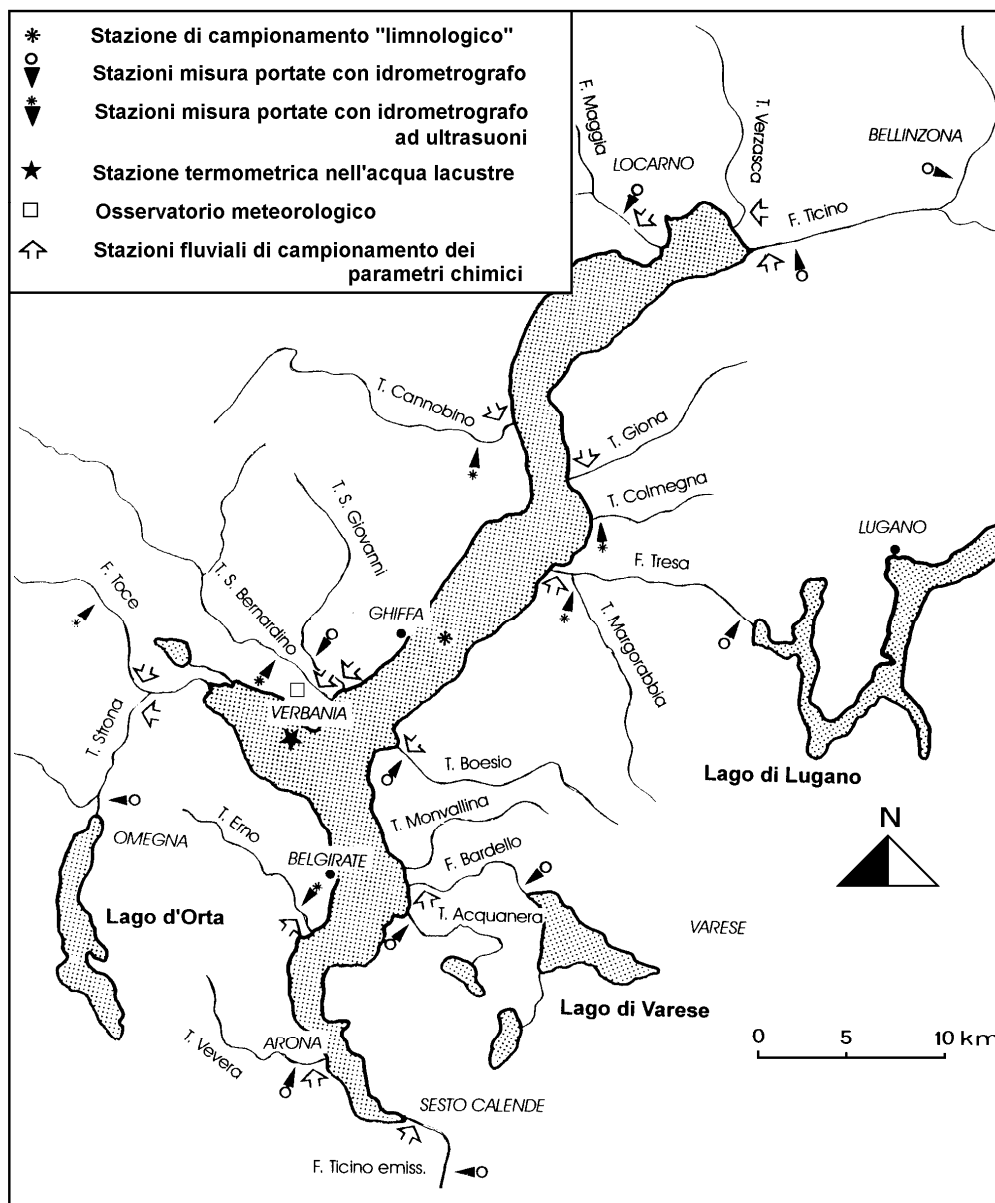 Stazione di campionamento "limnologico"
Stazioni misura portate con idrometrografo
Stazioni misura portate con idrometrografo
ad ultrasuoni
Stazione termometrica nell'acqua lacustre
Osservatorio meteorologico
Stazioni fluviali di campionamento dei
parametri chimici
F. Maggia
LOCARNO
T. Verzasca
BELLINZONA
F. Ticino
T. Cannobino
T. Giona
T. Colmegna
LUGANO
T. S. Giovanni
F. Tresa
F. Toce
T. S. Bernardino
GHIFFA
T. Margorabbia
VERBANIA
T. Strona
T. Boesio
Lago di Lugano
T. Monvallina
T. Erno
N
OMEGNA
BELGIRATE
F. Bardello
Lago d'Orta
T. Acquanera
VARESE
Lago di Varese
ARONA
T. Vevera
0 5 10 km
SESTO CALENDE
F. Ticino emiss.